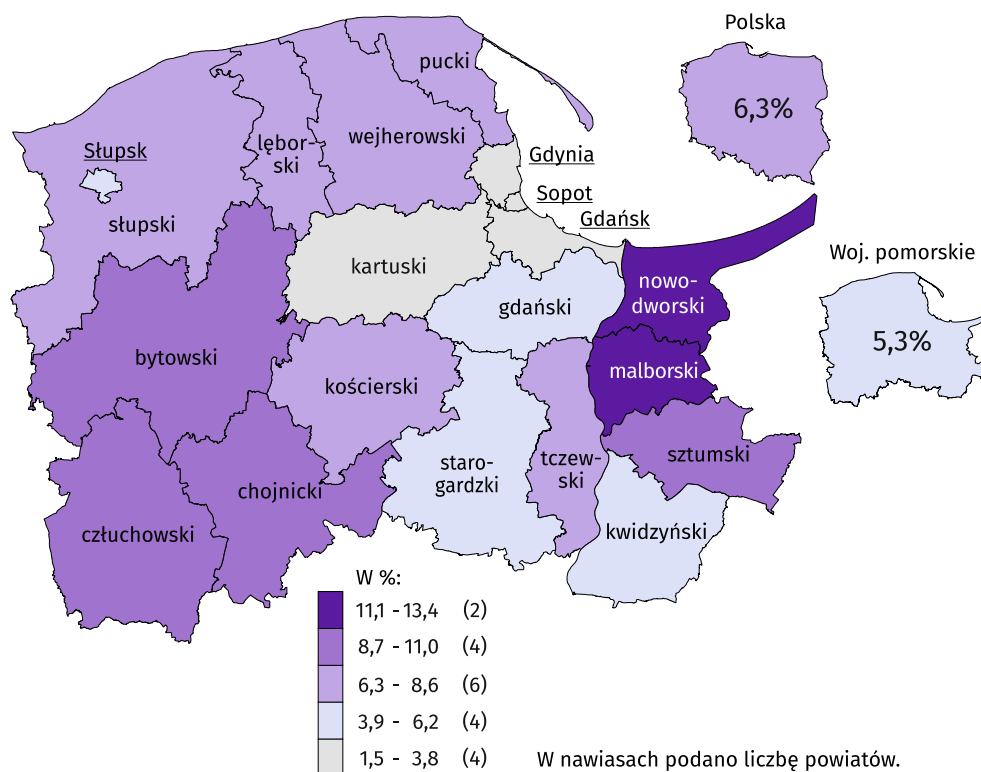 Polska
6,3%
pucki
wejherowski
lębor-
ski
Słupsk
słupski
Gdynia
Sopot
Gdańsk
kartuski
gdański
nowo-
dworski
Woj. pomorskie
5,3%
bytowski
kościerski
malborski
staro-
gardzki
tczew-
ski
sztumski
chojnicki
człuchowski
kwidzyński
W %:
11,1 - 13,4 (2)
8,7 - 11,0 (4)
6,3 - 8,6 (6)
3,9 - 6,2 (4)
1,5 - 3,8 (4)
W nawiasach podano liczbę powiatów.